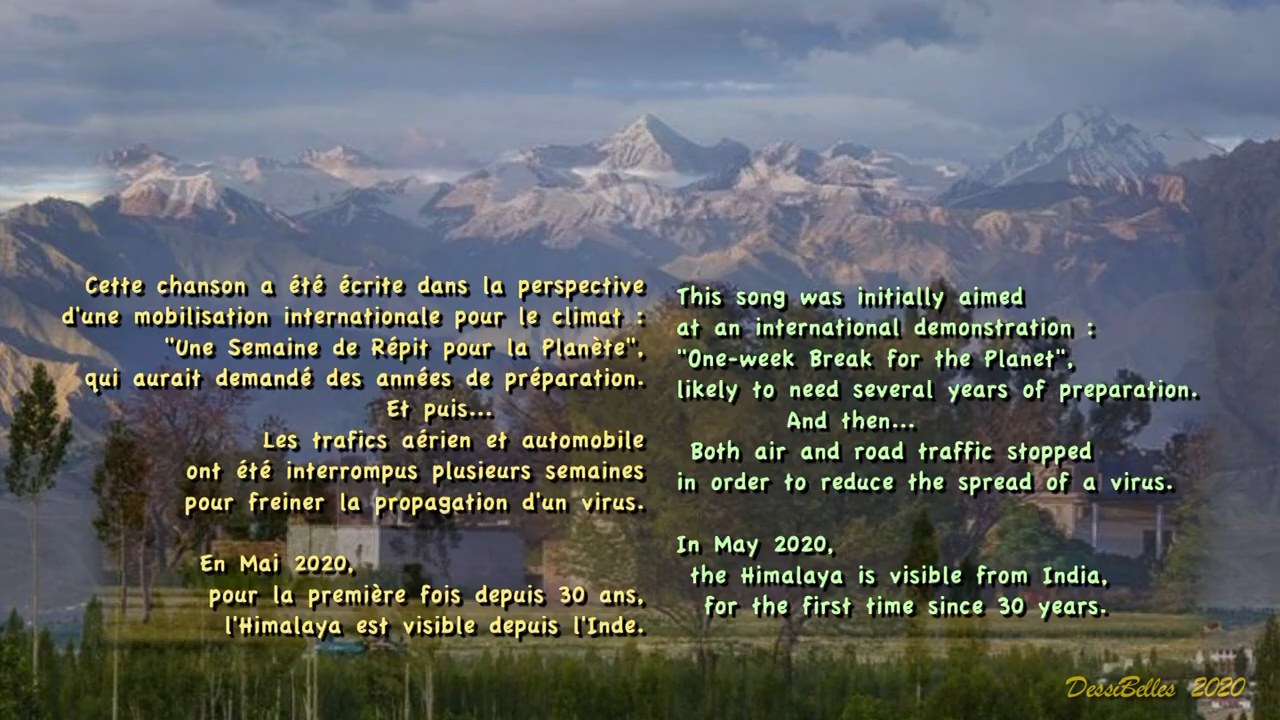 Cette chanson a été écrite dans la perspective
d'une mobilisation internationale pour le climat :
"Une Semaine de Répit pour la Planète",
qui aurait demandé des années de préparation.
Et puis...
Les trafics aérien et automobile
ont été interrompus plusieurs semaines
pour freiner la propagation d'un virus.
En Mai 2020,
pour la première fois depuis 30 ans,
l'Himalaya est visible depuis l'Inde.
This song was initially aimed
at an international demonstration :
"One-week Break for the Planet",
likely to need several years of preparation.
And then...
Both air and road traffic stopped
in order to reduce the spread of a virus.
In May 2020,
the Himalaya is visible from India,
for the first time since 30 years.
DessiBelles 2020